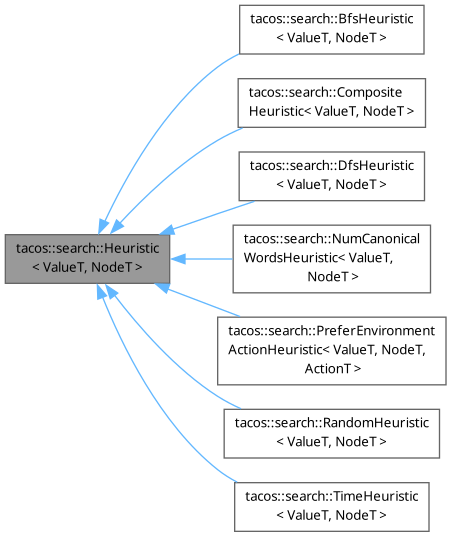 tacos::search::BfsHeuristic
< ValueT, NodeT >
tacos::search::Composite
Heuristic< ValueT, NodeT >
tacos::search::DfsHeuristic
< ValueT, NodeT >
tacos::search::Heuristic
< ValueT, NodeT >
tacos::search::NumCanonical
WordsHeuristic< ValueT,
NodeT >
tacos::search::PreferEnvironment
ActionHeuristic< ValueT, NodeT,
ActionT >
tacos::search::RandomHeuristic
< ValueT, NodeT >
tacos::search::TimeHeuristic
< ValueT, NodeT >